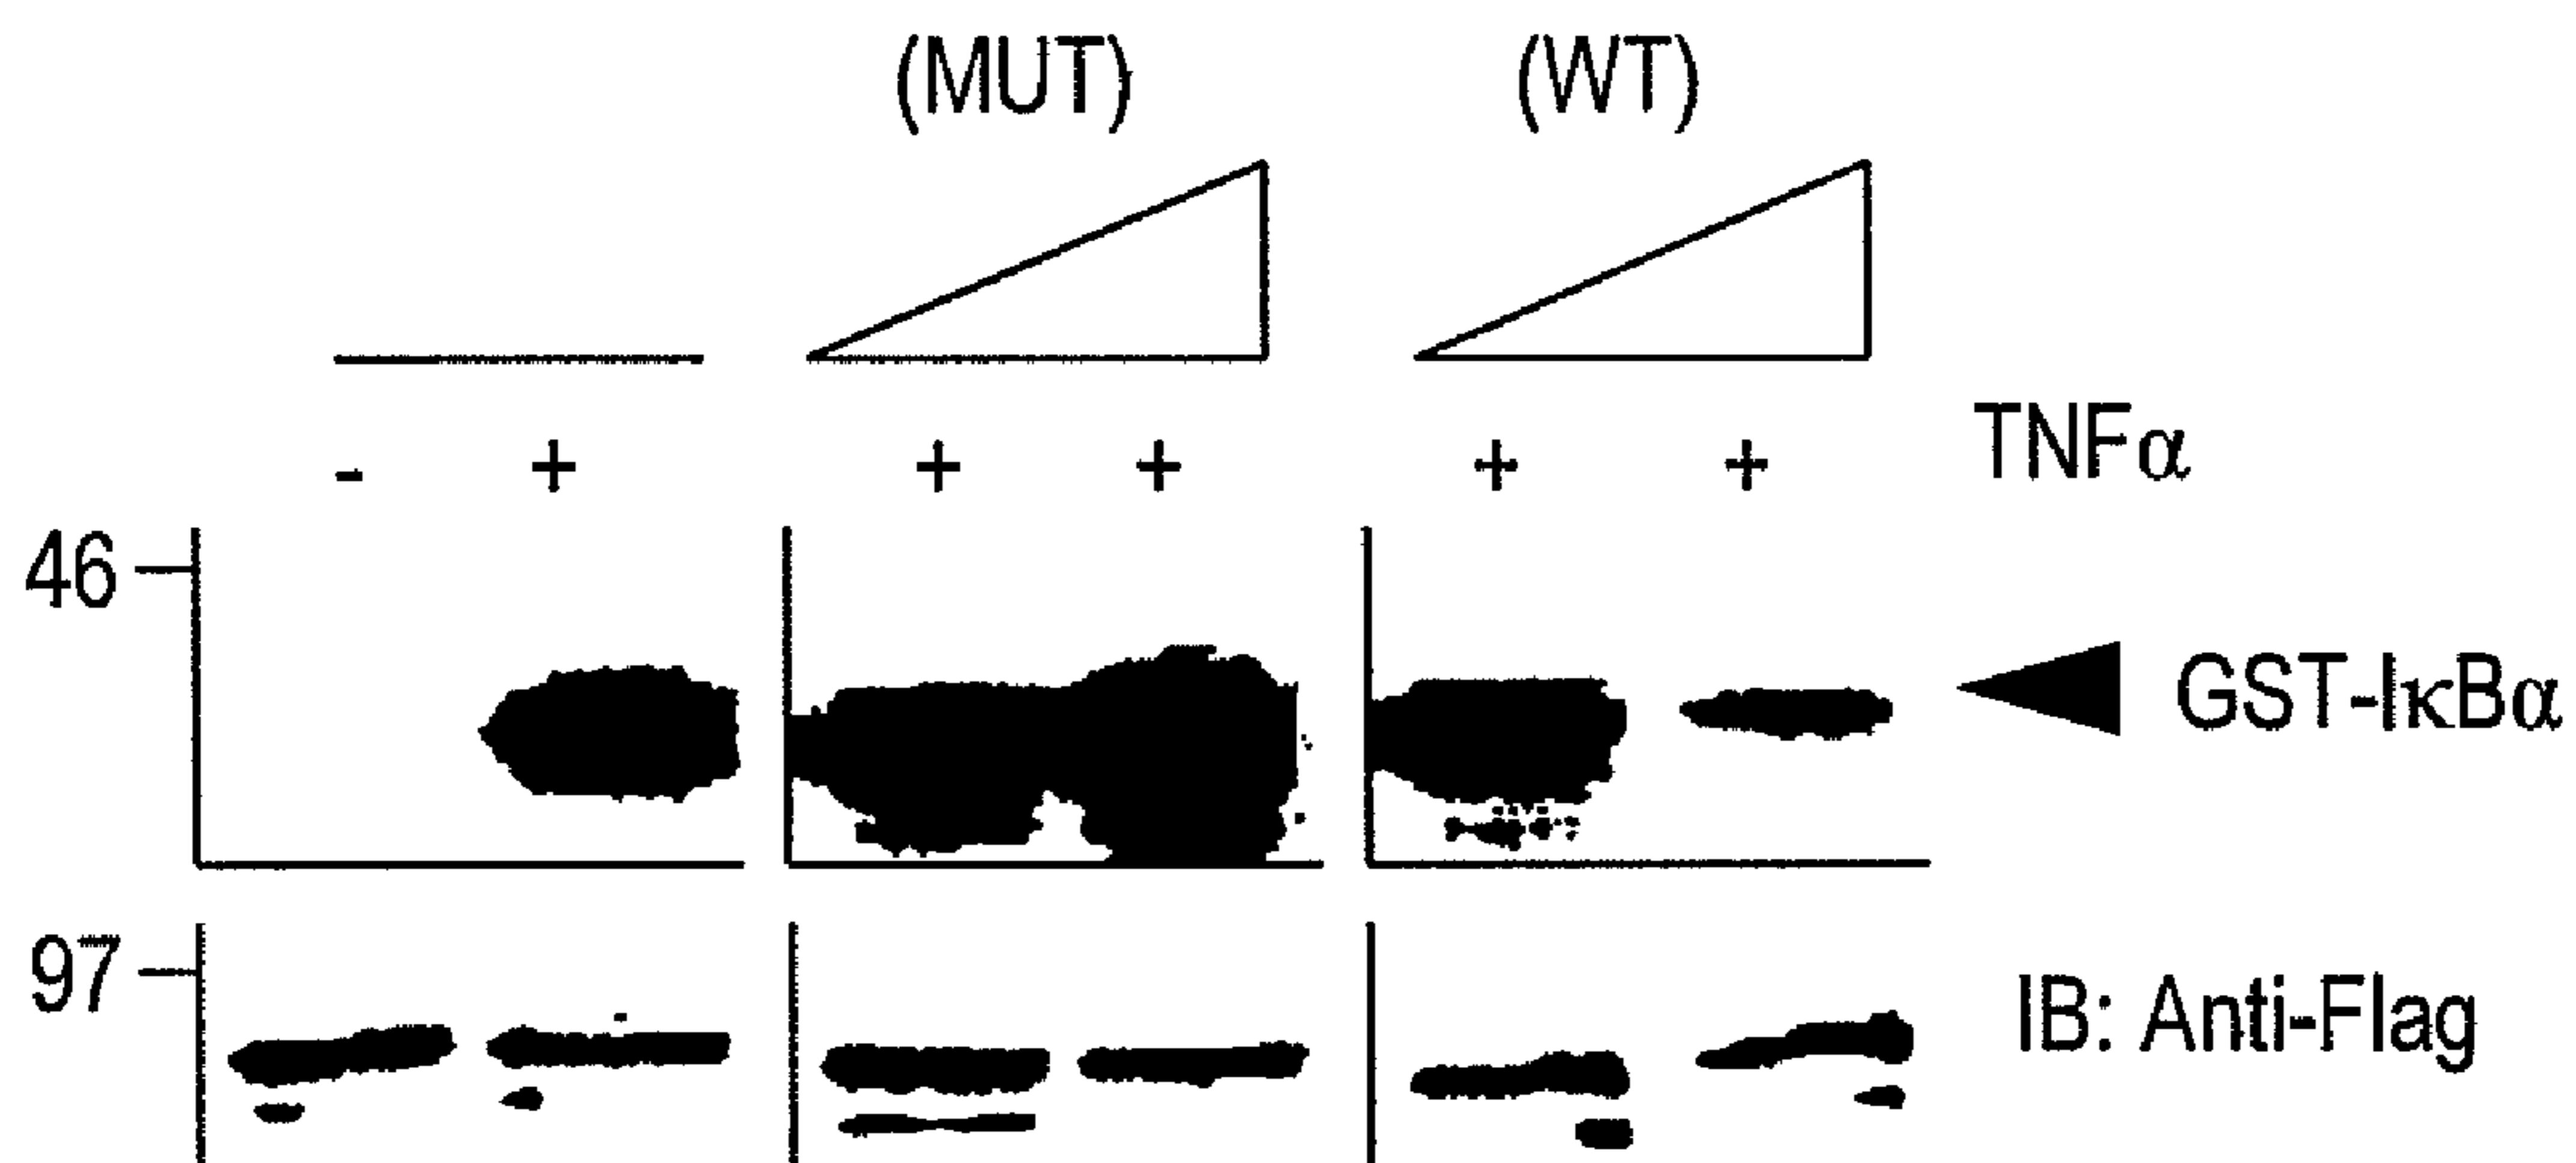 (MUT) (WT)
- + + + + + TNFα
46
GST-IκBα
97
IB: Anti-Flag